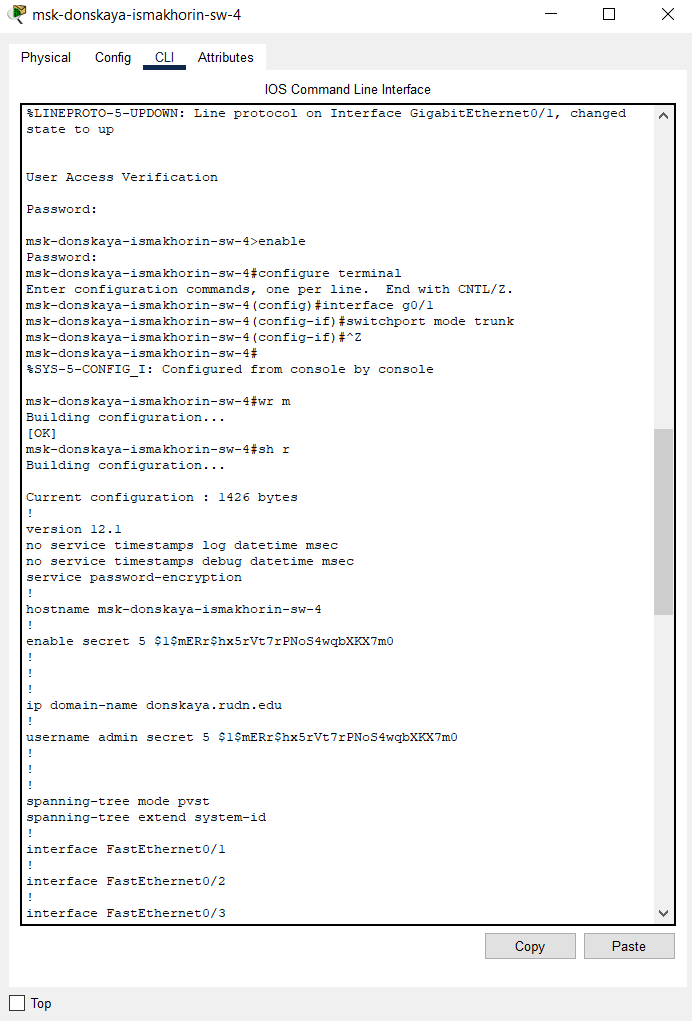 msk-donskaya-ismakhorin-sw-4
Physical Config CLI Attributes
IOS Command Line Interface
%LINEPROTO-5-UPDOWN: Line protocol on Interface GigabitEthernet0/1, changed
state to up
User Access Verification
Password:
msk-donskaya-ismakhorin-sw-4>enable
Password:
msk-donskaya-ismakhorin-sw-4#configure terminal
Enter configuration commands, one per line.  End with CNTL/Z.
msk-donskaya-ismakhorin-sw-4(config)#interface g0/1
msk-donskaya-ismakhorin-sw-4(config-if)#switchport mode trunk
msk-donskaya-ismakhorin-sw-4(config-if)#^Z
msk-donskaya-ismakhorin-sw-4#
%SYS-5-CONFIG_I: Configured from console by console
msk-donskaya-ismakhorin-sw-4#wr m
Building configuration...
[OK]
msk-donskaya-ismakhorin-sw-4#sh r
Building configuration...
Current configuration : 1426 bytes
!
version 12.1
no service timestamps log datetime msec
no service timestamps debug datetime msec
service password-encryption
!
hostname msk-donskaya-ismakhorin-sw-4
!
enable secret 5 $1$mERr$hx5rVt7rPNoS4wqbXKX7m0
!
!
!
ip domain-name donskaya.rudn.edu
!
username admin secret 5 $1$mERr$hx5rVt7rPNoS4wqbXKX7m0
!
!
!
spanning-tree mode pvst
spanning-tree extend system-id
!
interface FastEthernet0/1
!
interface FastEthernet0/2
!
interface FastEthernet0/3
Copy Paste
Top